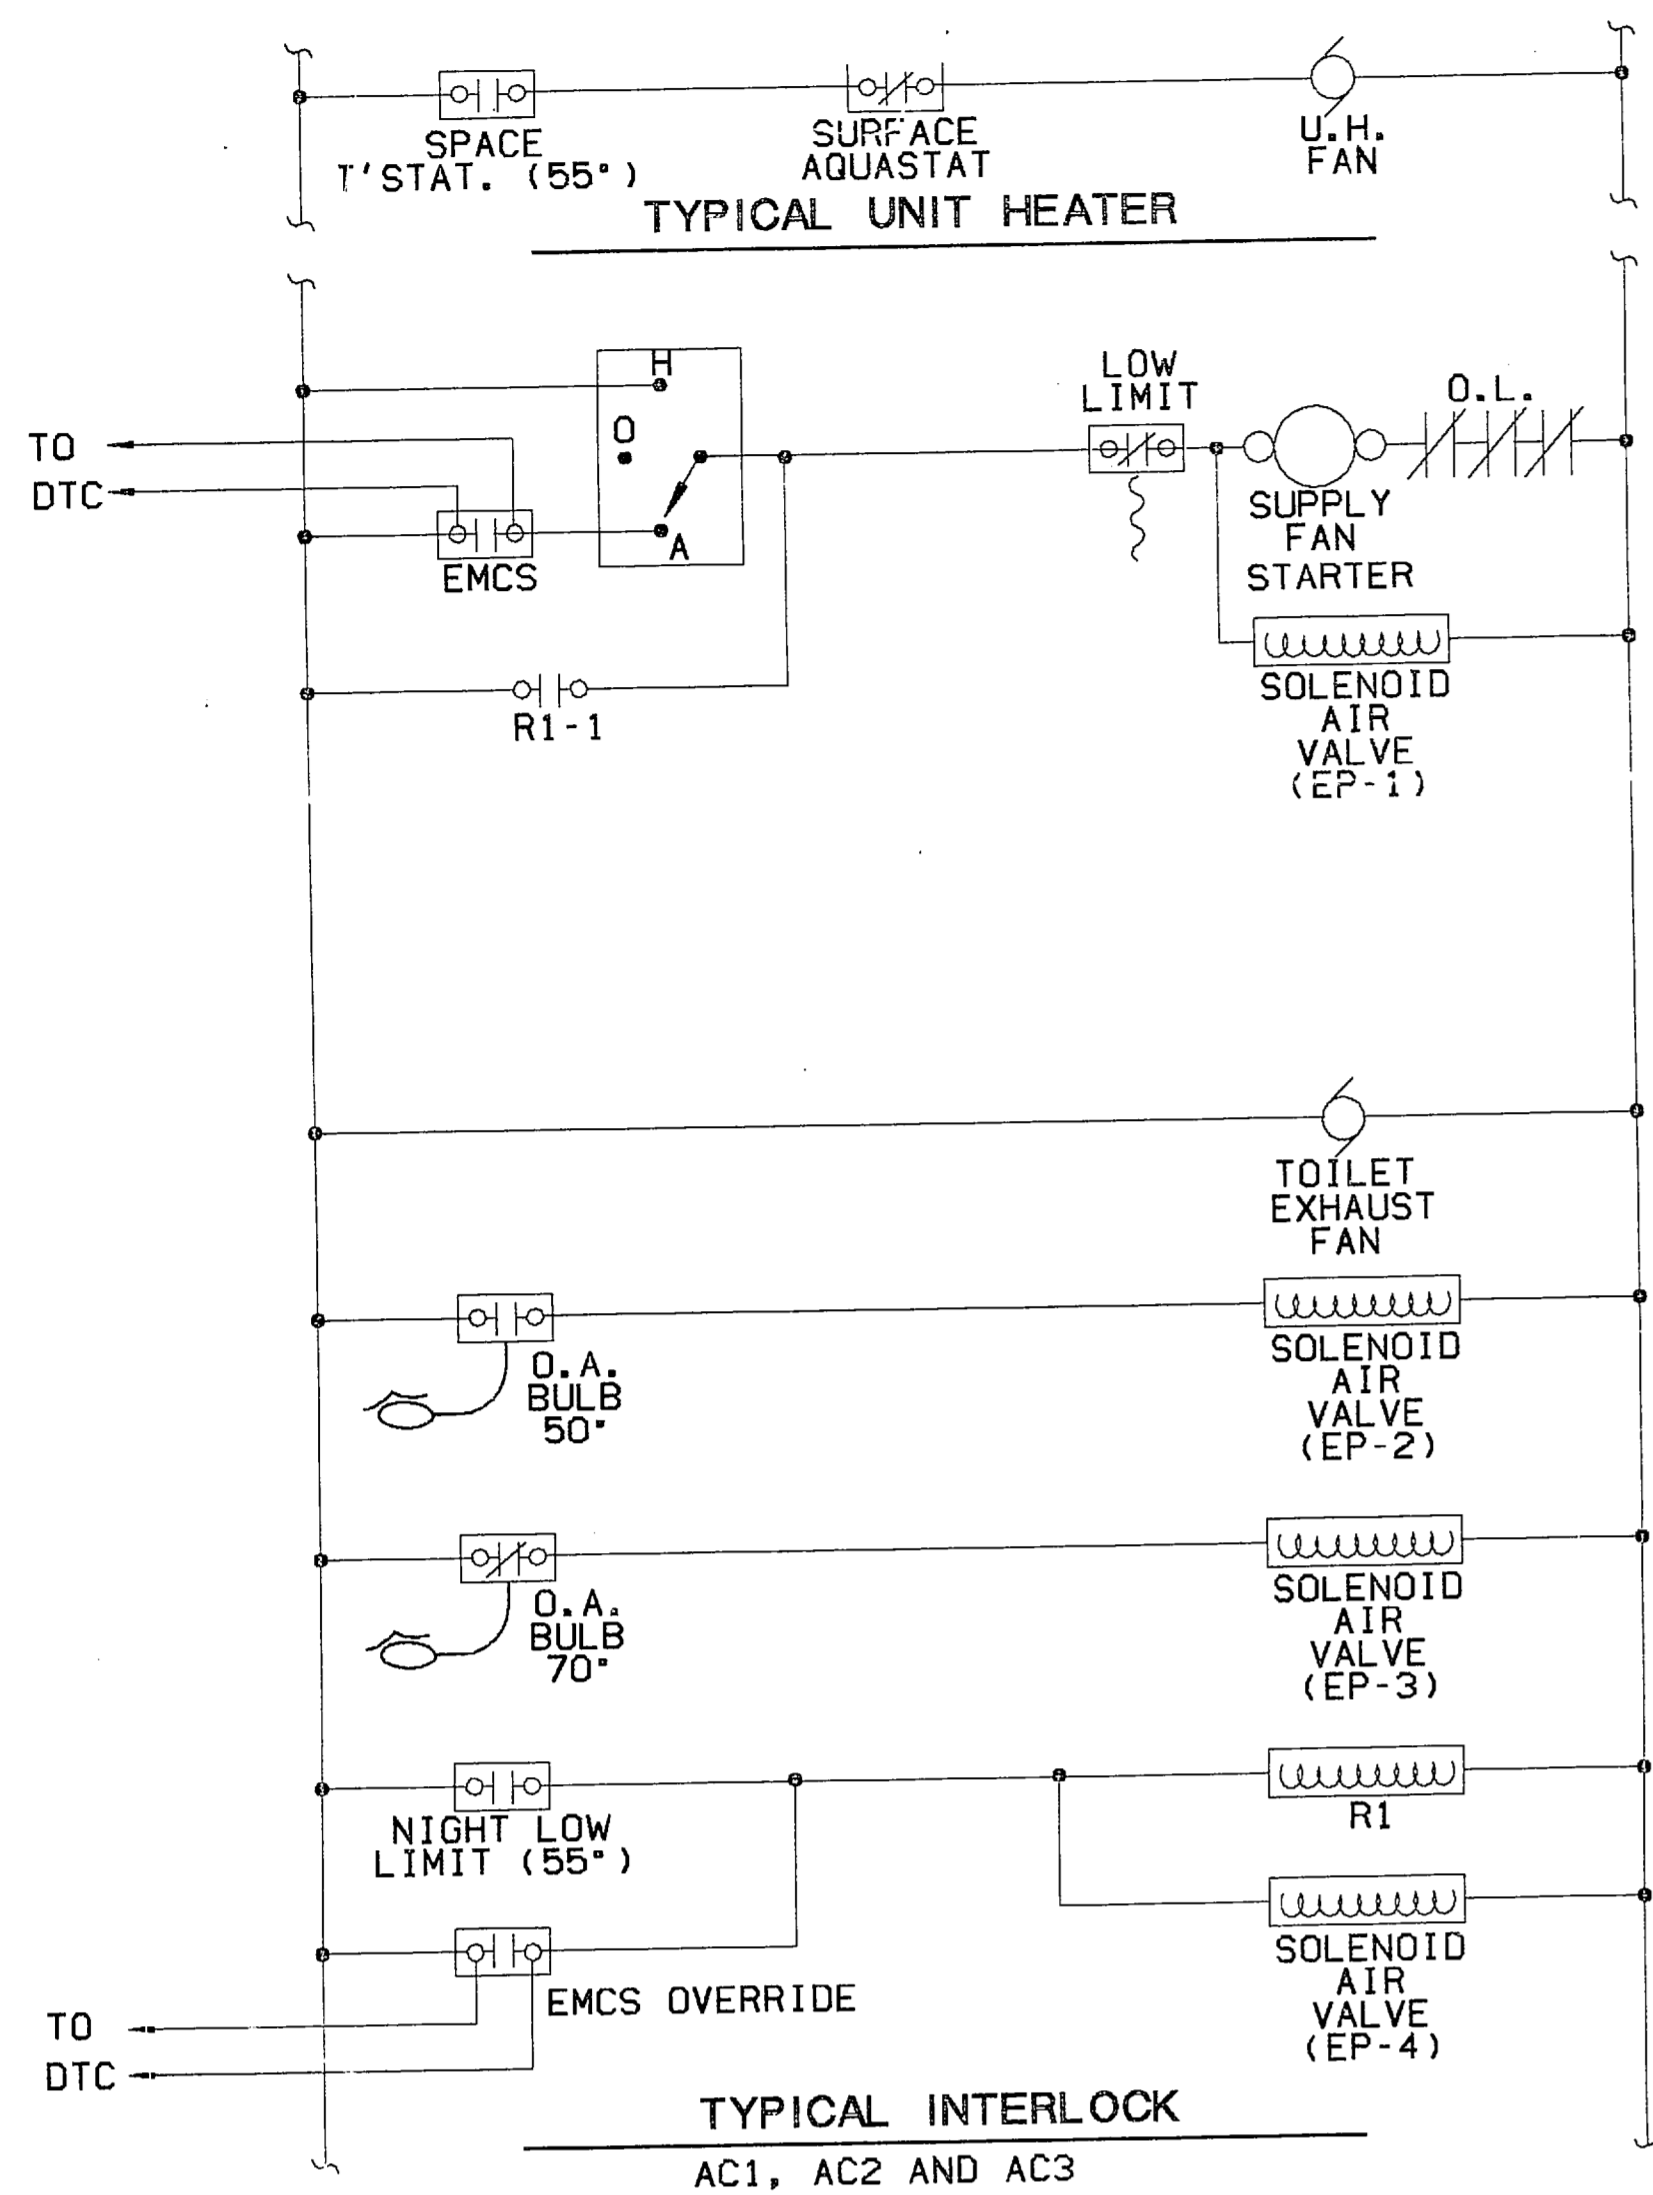 SPACE
T'STAT. (55°)
SURFACE
AQUASTAT
U.H.
FAN
TYPICAL UNIT HEATER
H
O
A
TO
DTC
EMCS
R1-1
LOW
LIMIT
O.L.
SUPPLY
FAN
STARTER
SOLENOID
AIR
VALVE
(EP-1)
TOILET
EXHAUST
FAN
O.A.
BULB
50°
SOLENOID
AIR
VALVE
(EP-2)
O.A.
BULB
70°
SOLENOID
AIR
VALVE
(EP-3)
NIGHT LOW
LIMIT (55°)
R1
EMCS OVERRIDE
TO
DTC
SOLENOID
AIR
VALVE
(EP-4)
TYPICAL INTERLOCK
AC1, AC2 AND AC3